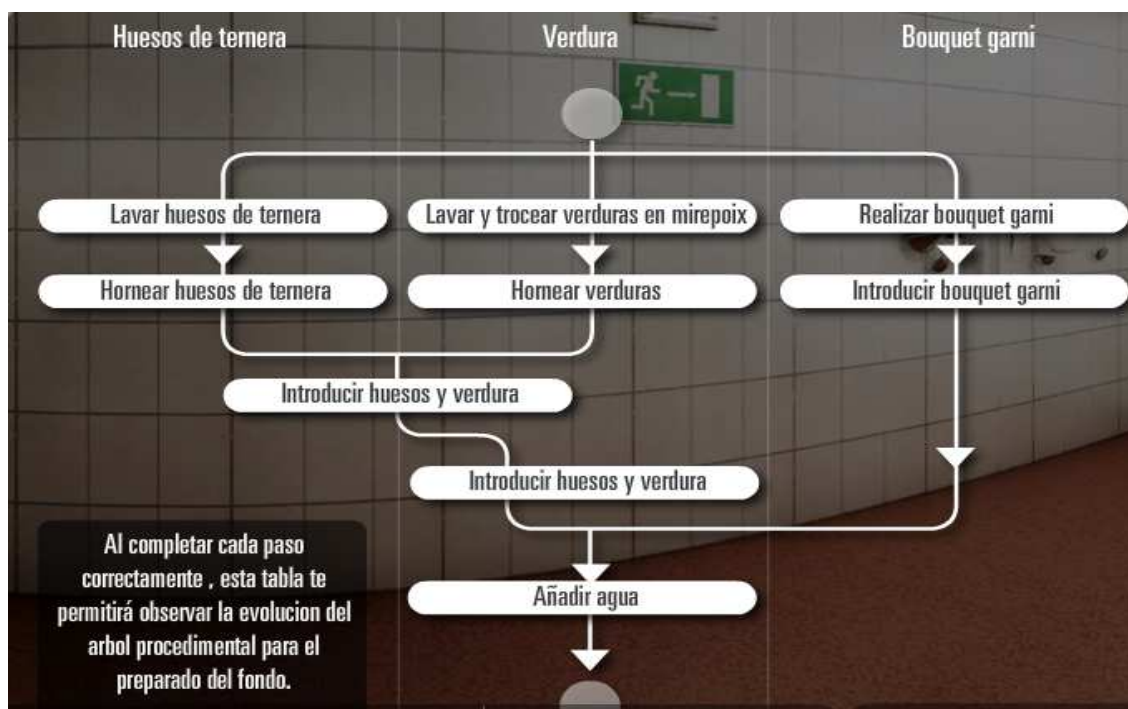 Huesos de ternera
Verdura
Bouquet garní
Lavar huesos de ternera
Lavar y trocear verduras en mirepoix
Realizar bouquet garni
Hornear huesos de ternera
Hornear verduras
Introducir bouquet garni
Introducir huesos y verdura
Introducir huesos y verdura
Al completar cada paso
correctamente , esta tabla te
permitirá observar la evolucion del
arbol procedimental para el
preparado del fondo.
Añadir agua